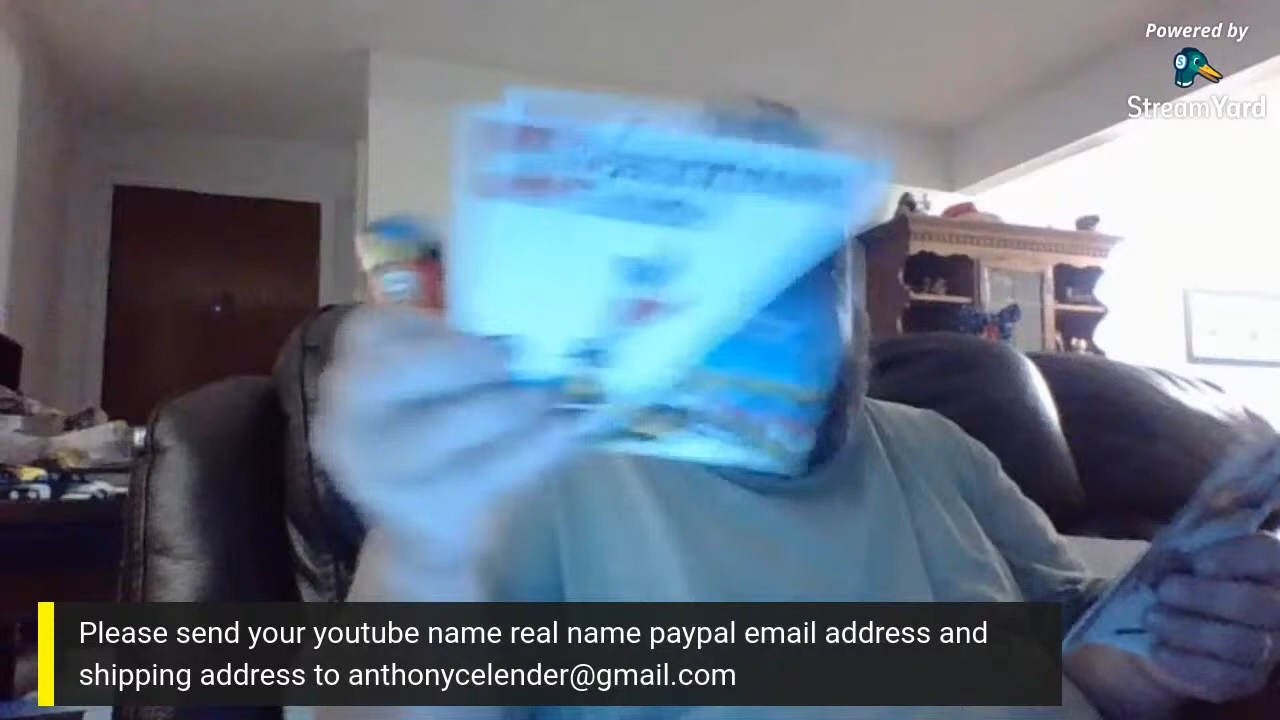 Powered by
StreamYard
Please send your youtube name real name paypal email address and
shipping address to anthonycelender@gmail.com